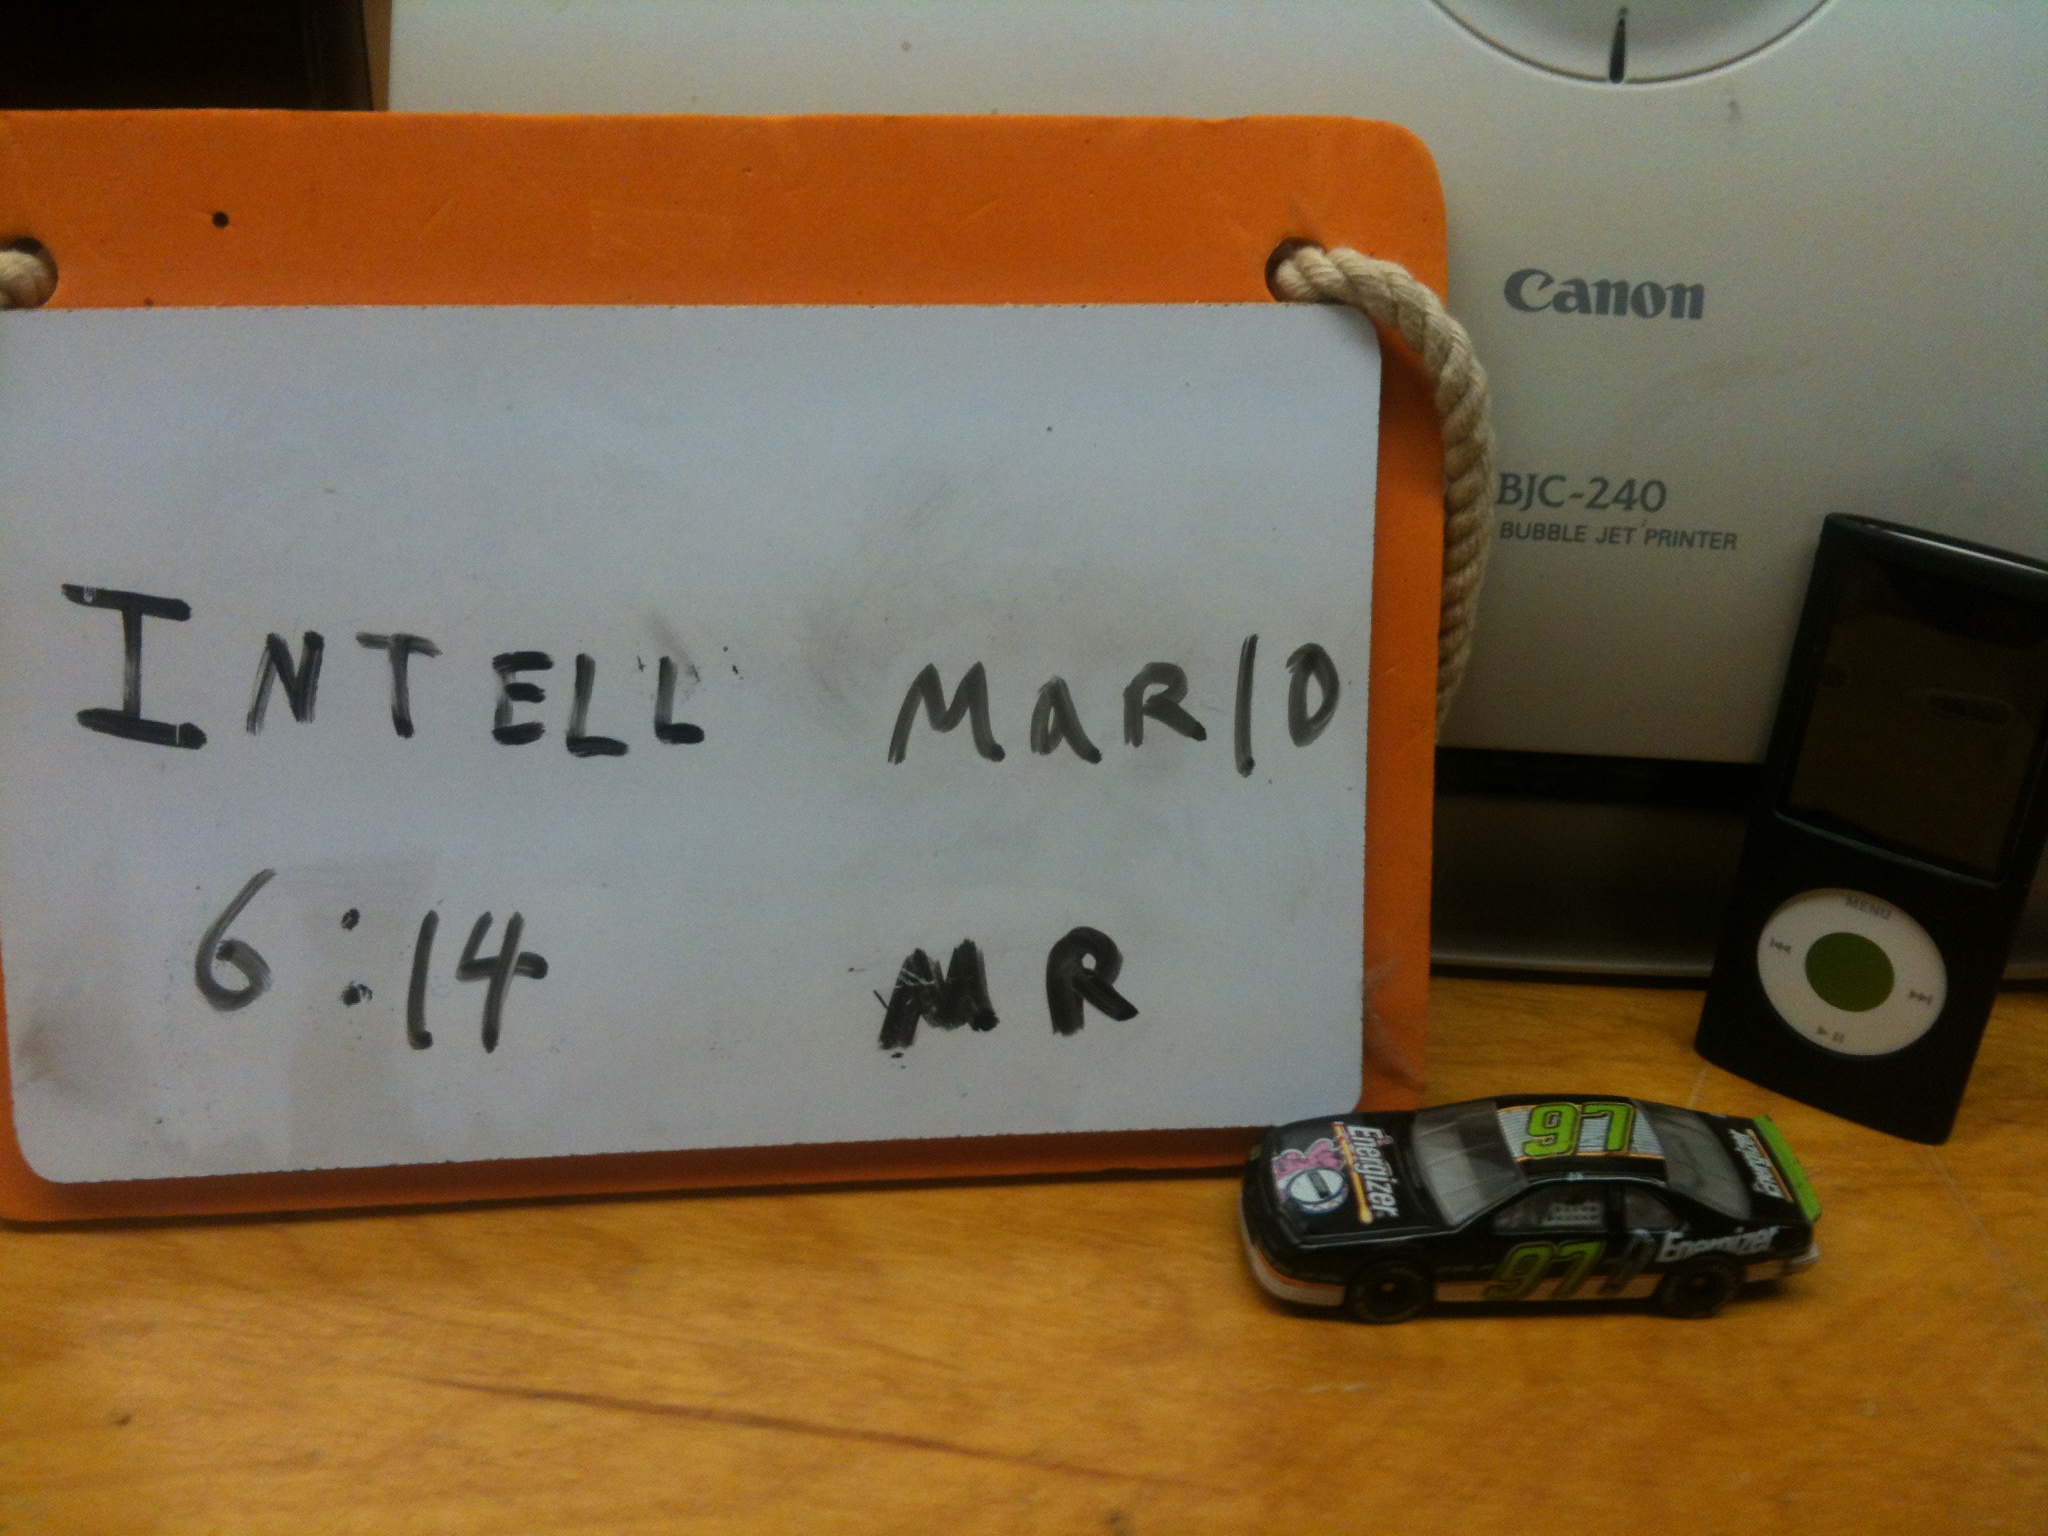 INTELL MARIO
6:14 MR
Canon
BJC-240
BUBBLE JET PRINTER
MENU
97
Energizer
Energizer
97 Energizer